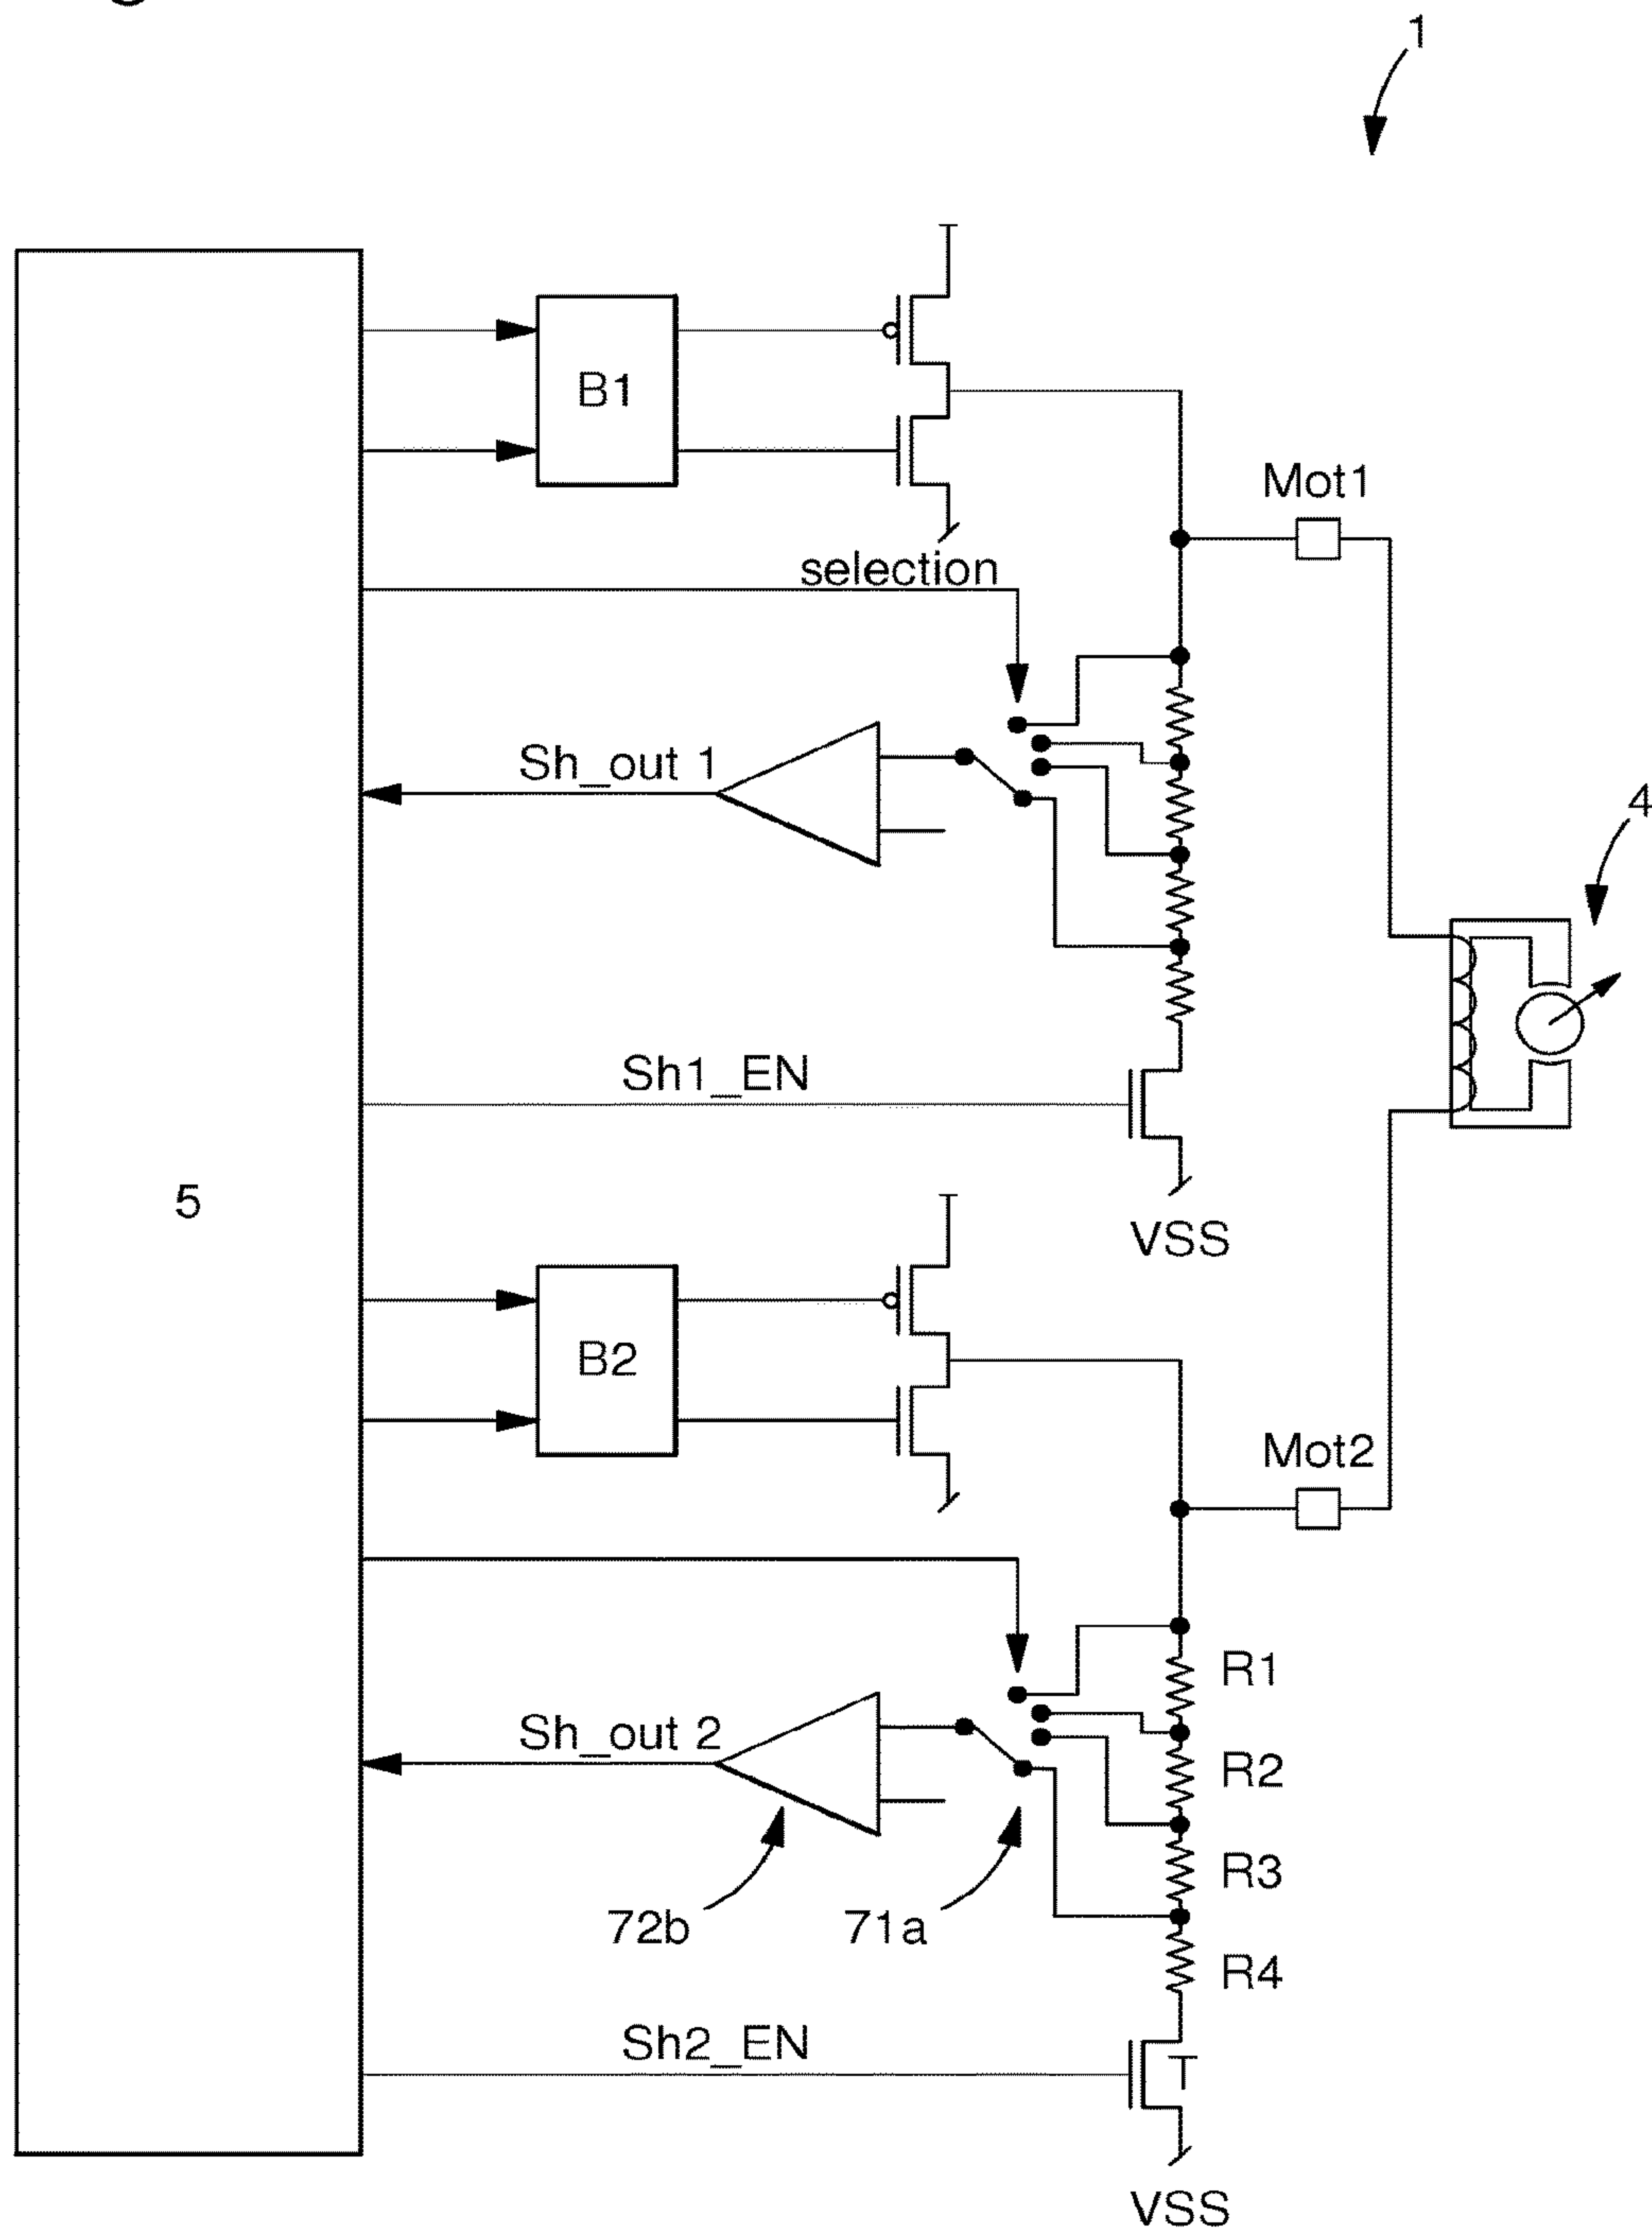 1
B1
Mot1
selection
Sh_out 1
4
Sh1_EN
5
VSS
B2
Mot2
R1
Sh_out 2
R2
R3
72b
71a
R4
Sh2_EN
T
VSS